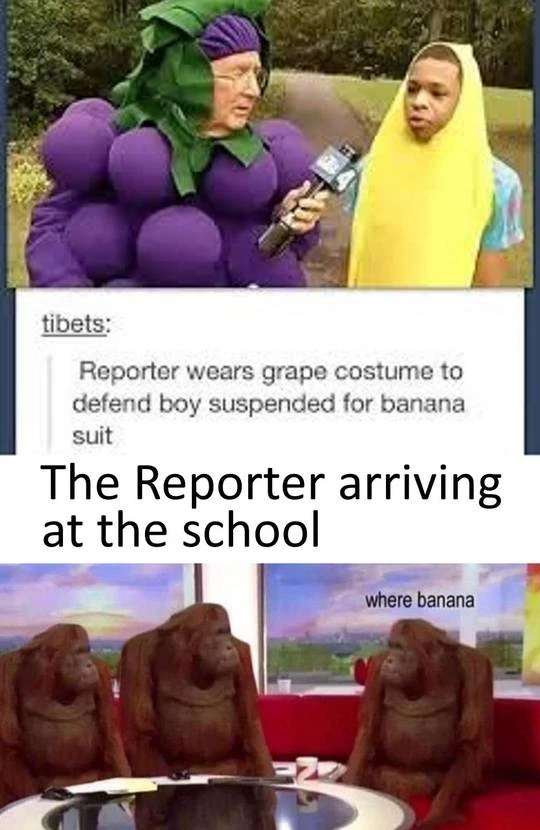 tibets:
Reporter wears grape costume to
defend boy suspended for banana
suit
The Reporter arriving
at the school
where banana